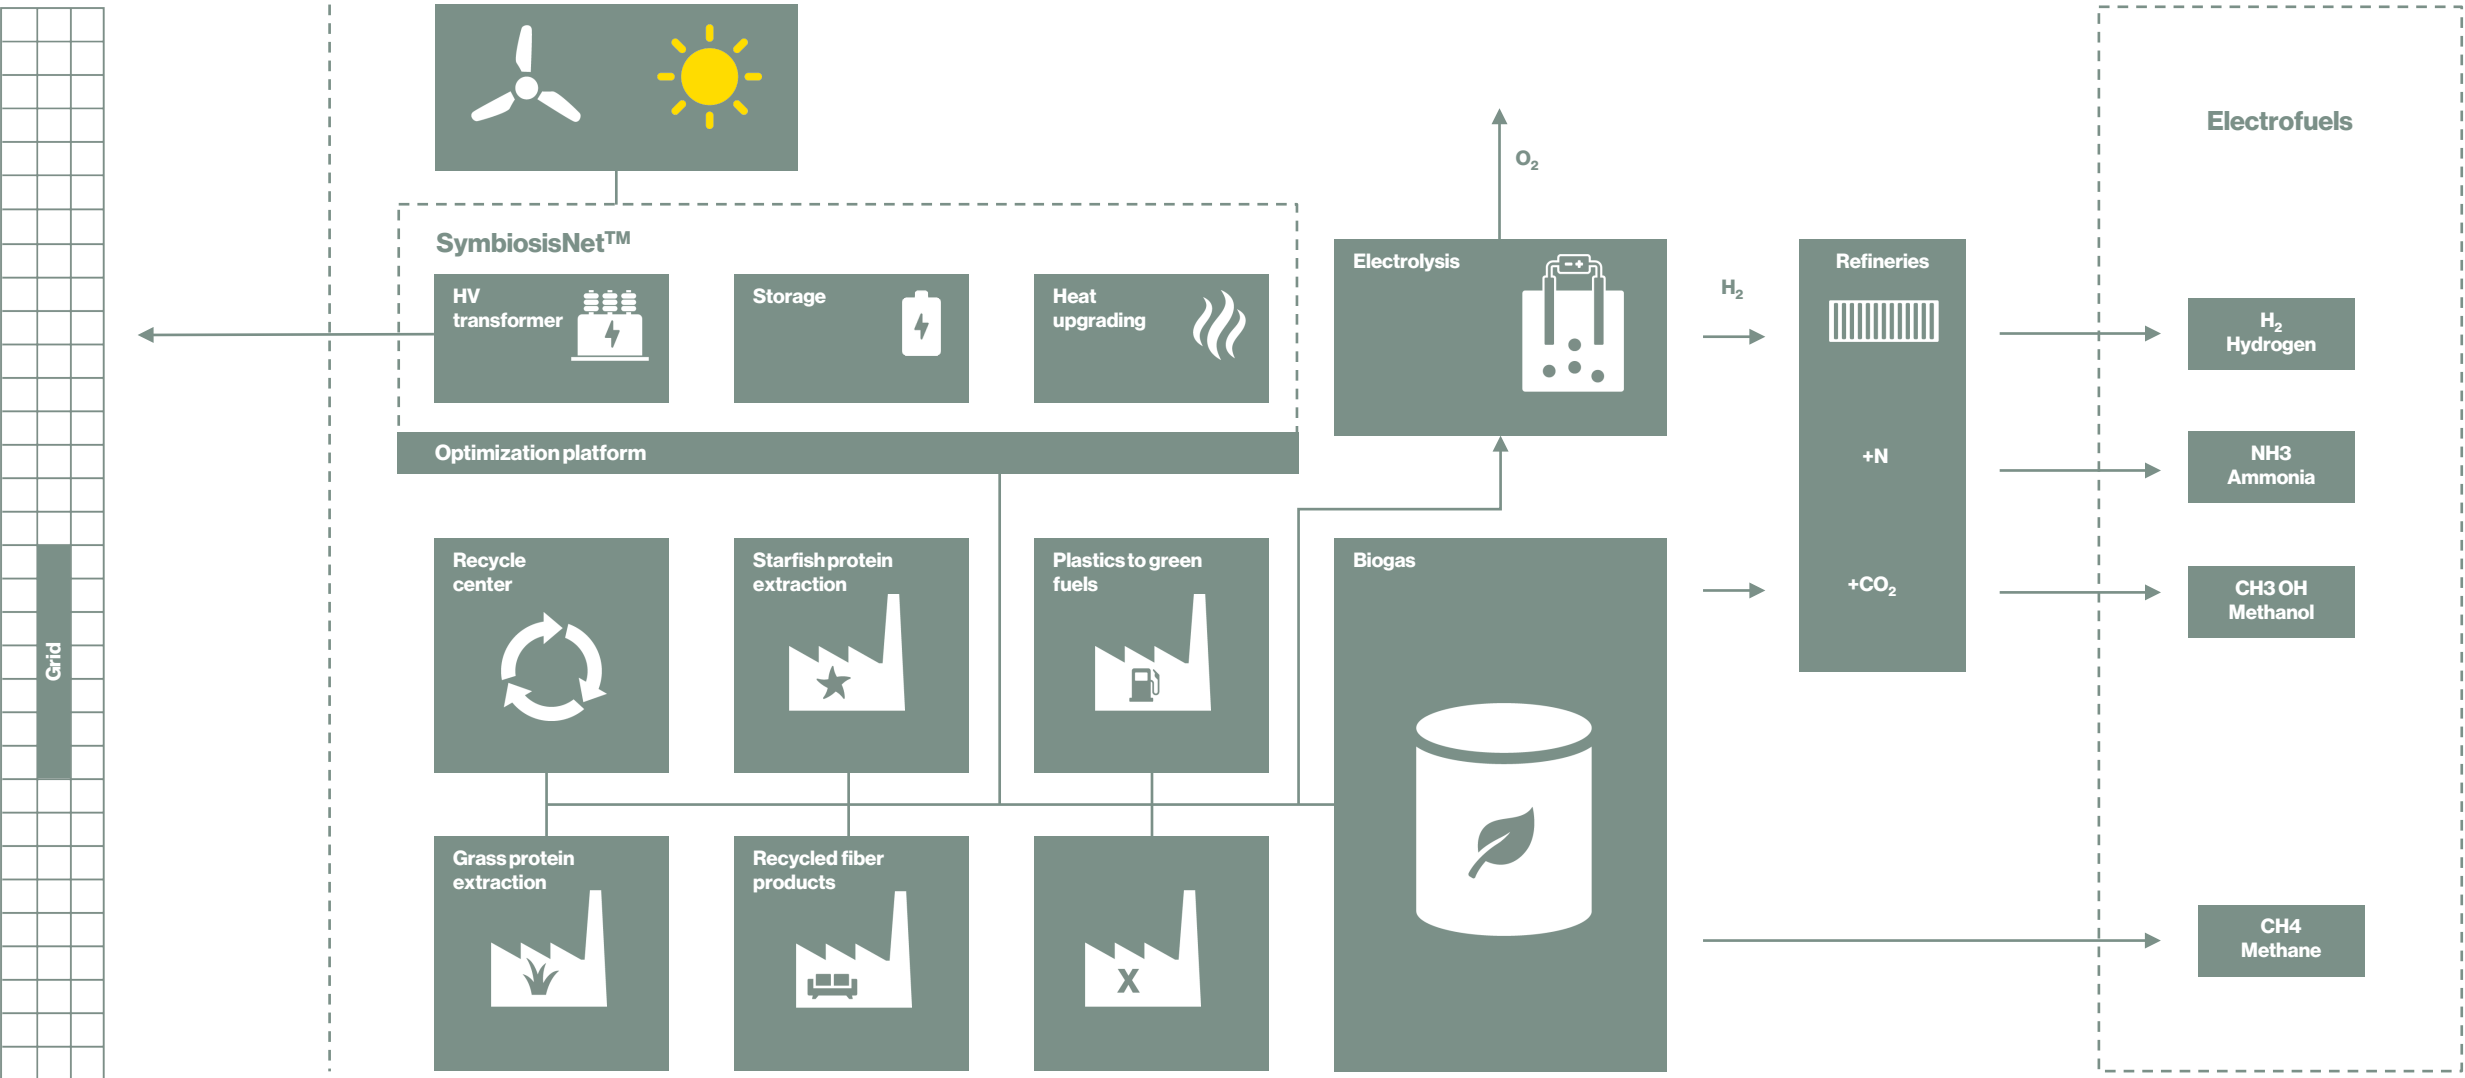 SymbiosisNet™
HV
transformer
Storage
Heat
upgrading
Optimization platform
Electrolysis
O₂
H₂
Refineries
+N
+CO₂
Electrofuels
H₂
Hydrogen
NH3
Ammonia
CH3 OH
Methanol
CH4
Methane
Grid
Recycle
center
Starfish protein
extraction
Plastics to green
fuels
Biogas
Grass protein
extraction
Recycled fiber
products
X